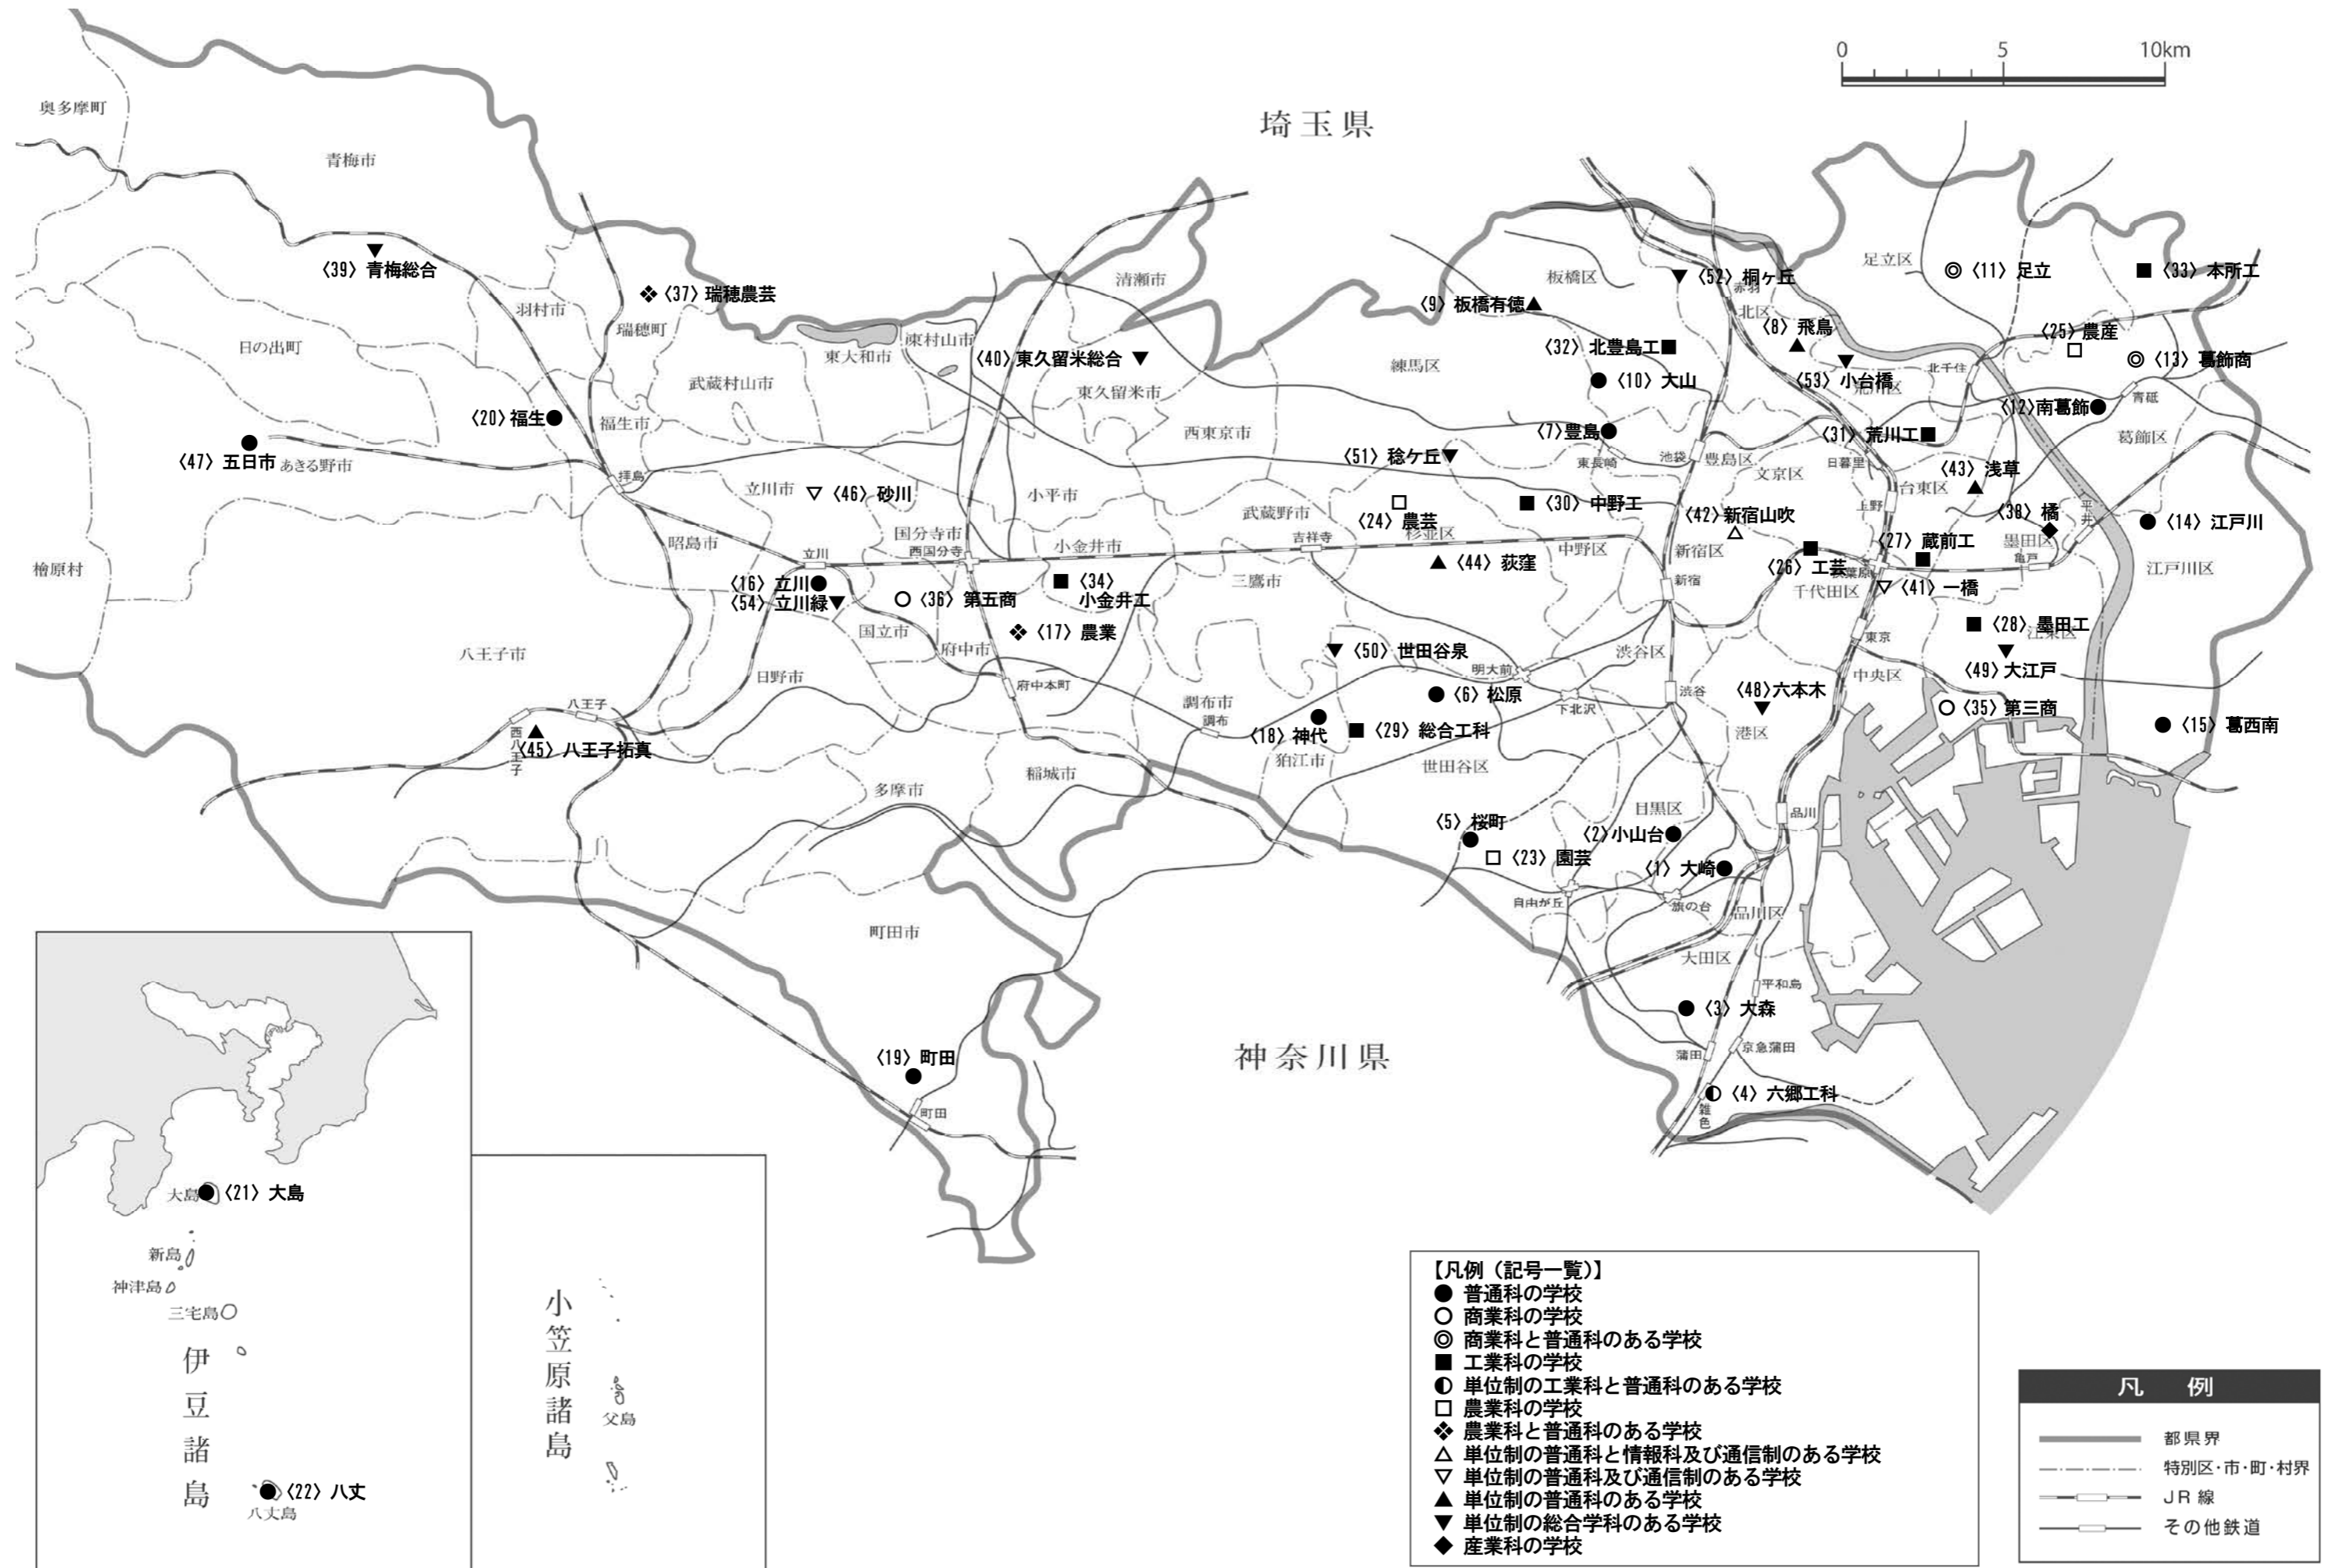 0 5 10km
埼玉県
奥多摩町
青梅市
足立区
〈39〉青梅総合
〈37〉瑞穂農芸
清瀬市
板橋区
〈52〉桐ヶ丘
赤羽
〈11〉足立
〈33〉本所工
羽村市
瑞穂町
〈9〉板橋有徳
北区
〈8〉飛鳥
〈25〉農産
日の出町
東大和市
東村山市
〈40〉東久留米総合
練馬区
〈32〉北豊島工
〈13〉葛飾商
武蔵村山市
東久留米市
〈10〉大山
〈53〉小台橋
荒川区
北千住
〈20〉福生
福生市
西東京市
〈7〉豊島
〈12〉南葛飾
青砥
〈31〉荒川工
葛飾区
〈47〉五日市
あきる野市
〈51〉稔ケ丘
東長崎
池袋
豊島区
文京区
日暮里
〈43〉浅草
拝島
立川市
〈46〉砂川
小平市
台東区
〈24〉農芸
〈30〉中野工
〈42〉新宿山吹
上野
〈38〉橘
平井
〈14〉江戸川
昭島市
国分寺市
武蔵野市
杉並区
墨田区
檜原村
立川
西国分寺
小金井市
吉祥寺
中野区
新宿区
〈27〉蔵前工
亀戸
江戸川区
〈16〉立川
〈34〉
小金井工
三鷹市
〈44〉荻窪
新宿
〈26〉工芸
秋葉原
千代田区
〈41〉一橋
〈54〉立川緑
〈36〉第五商
国立市
〈17〉農業
〈28〉墨田工
江東区
八王子市
府中市
〈50〉世田谷泉
渋谷区
東京
日野市
府中本町
明大前
〈49〉大江戸
八王子
調布市
〈6〉松原
渋谷
〈48〉六本木
中央区
〈35〉第三商
西八王子
〈45〉八王子拓真
調布
〈18〉神代
〈29〉総合工科
下北沢
港区
〈15〉葛西南
稲城市
狛江市
世田谷区
多摩市
目黒区
品川
〈5〉桜町
〈2〉小山台
〈23〉園芸
〈1〉大崎
自由が丘
旗の台
品川区
町田市
大田区
平和島
〈3〉大森
神奈川県
〈19〉町田
蒲田
京急蒲田
町田
〈4〉六郷工科
雑色
大島
〈21〉大島
新島
神津島
三宅島
伊豆諸島
〈22〉八丈
八丈島
小笠原諸島
父島
【凡例（記号一覧）】
● 普通科の学校
○ 商業科の学校
◎ 商業科と普通科のある学校
■ 工業科の学校
◐ 単位制の工業科と普通科のある学校
□ 農業科の学校
❖ 農業科と普通科のある学校
△ 単位制の普通科と情報科及び通信制のある学校
▽ 単位制の普通科及び通信制のある学校
▲ 単位制の普通科のある学校
▼ 単位制の総合学科のある学校
◆ 産業科の学校
凡 例
都県界
特別区・市・町・村界
JR線
その他鉄道